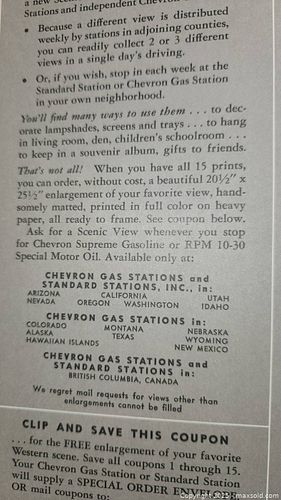 Stations and independent Chevron
• Because a different view is distributed
weekly by stations in adjoining counties,
you can readily collect 2 or 3 different
views in a single day's driving.
• Or, if you wish, stop in each week at the
Standard Station or Chevron Gas Station
in your own neighborhood.
You'll find many ways to use them . . . to dec-
orate lampshades, screens and trays . . . to hang
in living room, den, children's schoolroom . . .
to keep in a souvenir album, gifts to friends.
That's not all! When you have all 15 prints,
you can order, without cost, a beautiful 20½" x
25½" enlargement of your favorite view, hand-
somely matted, printed in full color on heavy
paper, all ready to frame. See coupon below.
Ask for a Scenic View whenever you stop
for Chevron Supreme Gasoline or RPM 10-30
Special Motor Oil. Available only at:
CHEVRON GAS STATIONS and
STANDARD STATIONS, INC., in:
ARIZONA CALIFORNIA UTAH
NEVADA OREGON WASHINGTON IDAHO
CHEVRON GAS STATIONS in:
COLORADO MONTANA NEBRASKA
ALASKA TEXAS WYOMING
HAWAIIAN ISLANDS NEW MEXICO
CHEVRON GAS STATIONS and
STANDARD STATIONS in:
BRITISH COLUMBIA, CANADA
We regret mail requests for views other than
enlargements cannot be filled
CLIP AND SAVE THIS COUPON
. . . for the FREE enlargement of your favorite
Western scene. Save all coupons 1 through 15.
Your Chevron Gas Station or Standard Station
will supply a SPECIAL ORDER
OR mail coupons to:
Copyright 2025 maxsold.com